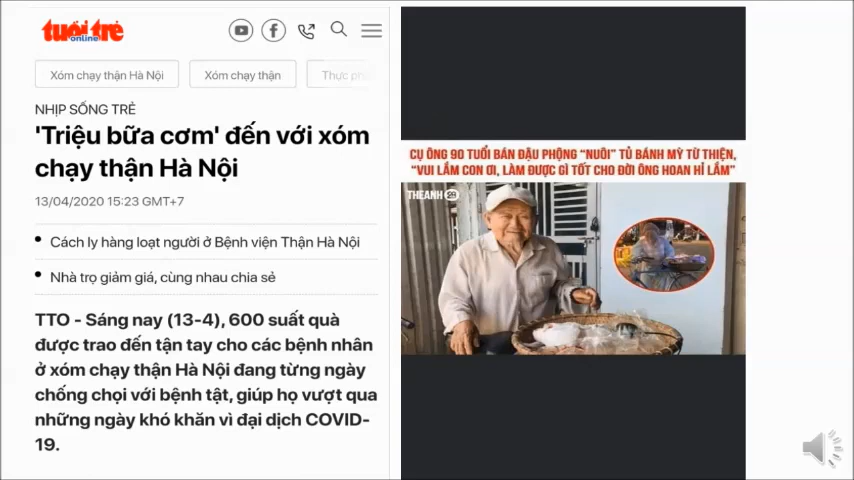 tuổi trẻ
online
Xóm chạy thận Hà Nội
Xóm chạy thận
NHỊP SỐNG TRẺ
'Triệu bữa cơm' đến với xóm
chạy thận Hà Nội
13/04/2020 15:23 GMT+7
Cách ly hàng loạt người ở Bệnh viện Thận Hà Nội
Nhà trọ giảm giá, cùng nhau chia sẻ
TTO - Sáng nay (13-4), 600 suất quà
được trao đến tận tay cho các bệnh nhân
ở xóm chạy thận Hà Nội đang từng ngày
chống chọi với bệnh tật, giúp họ vượt qua
những ngày khó khăn vì đại dịch COVID-
19.
CỤ ÔNG 90 TUỔI BÁN ĐẬU PHỘNG “NUÔI” TỦ BÁNH MỲ TỪ THIỆN,
“VUI LẮM CON ƠI, LÀM ĐƯỢC GÌ TỐT CHO ĐỜI ÔNG HOAN HỈ LẮM”
THEANH28